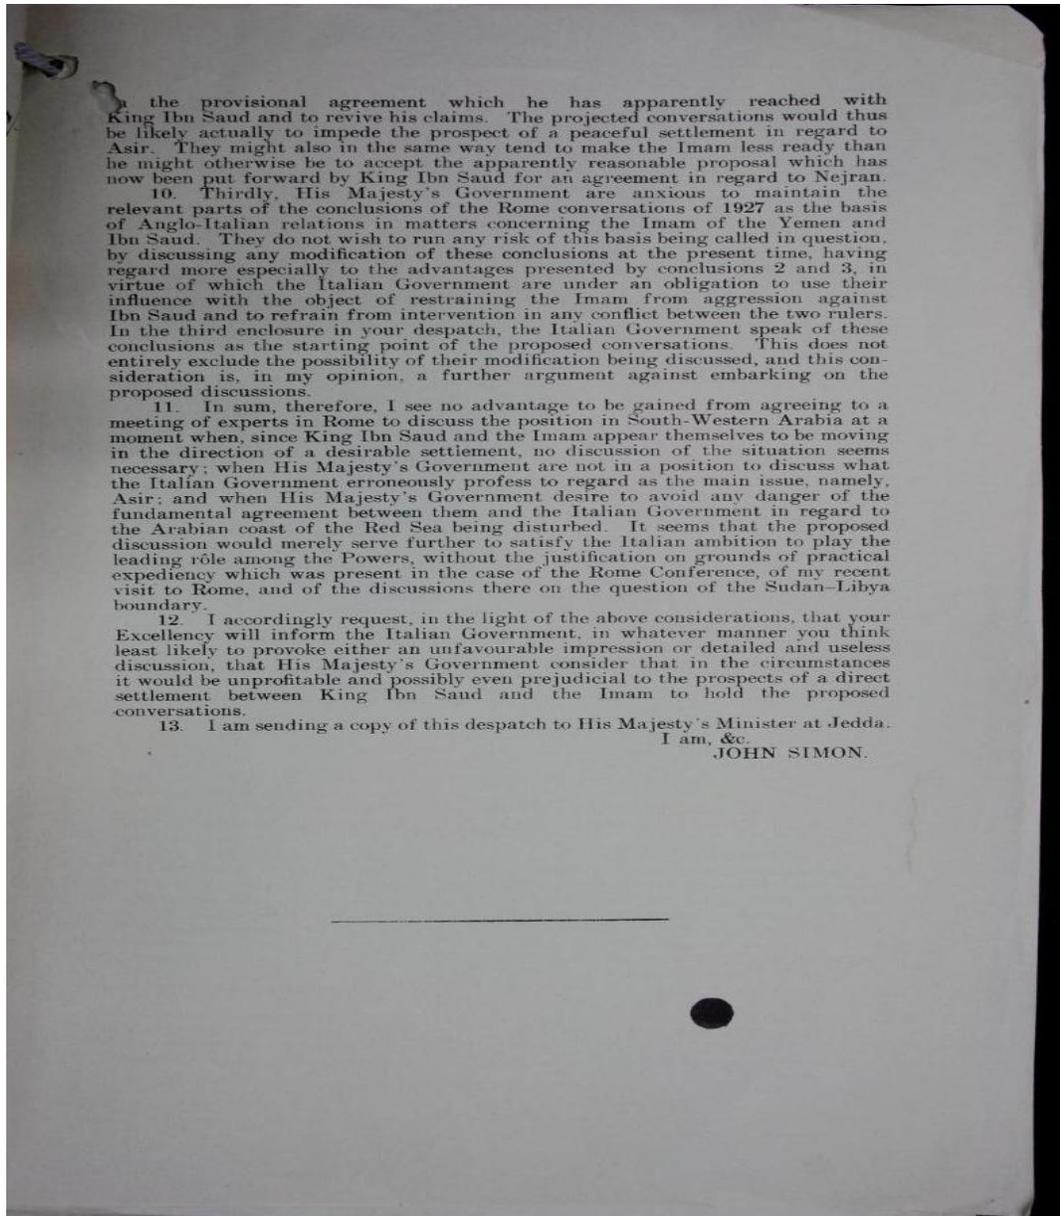 the provisional agreement which he has apparently reached with
King Ibn Saud and to revive his claims. The projected conversations would thus
be likely actually to impede the prospect of a peaceful settlement in regard to
Asir. They might also in the same way tend to make the Imam less ready than
he might otherwise be to accept the apparently reasonable proposal which has
now been put forward by King Ibn Saud for an agreement in regard to Nejran.
10. Thirdly, His Majesty's Government are anxious to maintain the
relevant parts of the conclusions of the Rome conversations of 1927 as the basis
of Anglo-Italian relations in matters concerning the Imam of the Yemen and
Ibn Saud. They do not wish to run any risk of this basis being called in question,
by discussing any modification of these conclusions at the present time, having
regard more especially to the advantages presented by conclusions 2 and 3, in
virtue of which the Italian Government are under an obligation to use their
influence with the object of restraining the Imam from aggression against
Ibn Saud and to refrain from intervention in any conflict between the two rulers.
In the third enclosure in your despatch, the Italian Government speak of these
conclusions as the starting point of the proposed conversations. This does not
entirely exclude the possibility of their modification being discussed, and this con-
sideration is, in my opinion, a further argument against embarking on the
proposed discussions.
11. In sum, therefore, I see no advantage to be gained from agreeing to a
meeting of experts in Rome to discuss the position in South-Western Arabia at a
moment when, since King Ibn Saud and the Imam appear themselves to be moving
in the direction of a desirable settlement, no discussion of the situation seems
necessary; when His Majesty's Government are not in a position to discuss what
the Italian Government erroneously profess to regard as the main issue, namely,
Asir; and when His Majesty's Government desire to avoid any danger of the
fundamental agreement between them and the Italian Government in regard to
the Arabian coast of the Red Sea being disturbed. It seems that the proposed
discussion would merely serve further to satisfy the Italian ambition to play the
leading rôle among the Powers, without the justification on grounds of practical
expediency which was present in the case of the Rome Conference, of my recent
visit to Rome, and of the discussions there on the question of the Sudan–Libya
boundary.
12. I accordingly request, in the light of the above considerations, that your
Excellency will inform the Italian Government, in whatever manner you think
least likely to provoke either an unfavourable impression or detailed and useless
discussion, that His Majesty's Government consider that in the circumstances
it would be unprofitable and possibly even prejudicial to the prospects of a direct
settlement between King Ibn Saud and the Imam to hold the proposed
conversations.
13. I am sending a copy of this despatch to His Majesty's Minister at Jedda.
I am, &c.
JOHN SIMON.